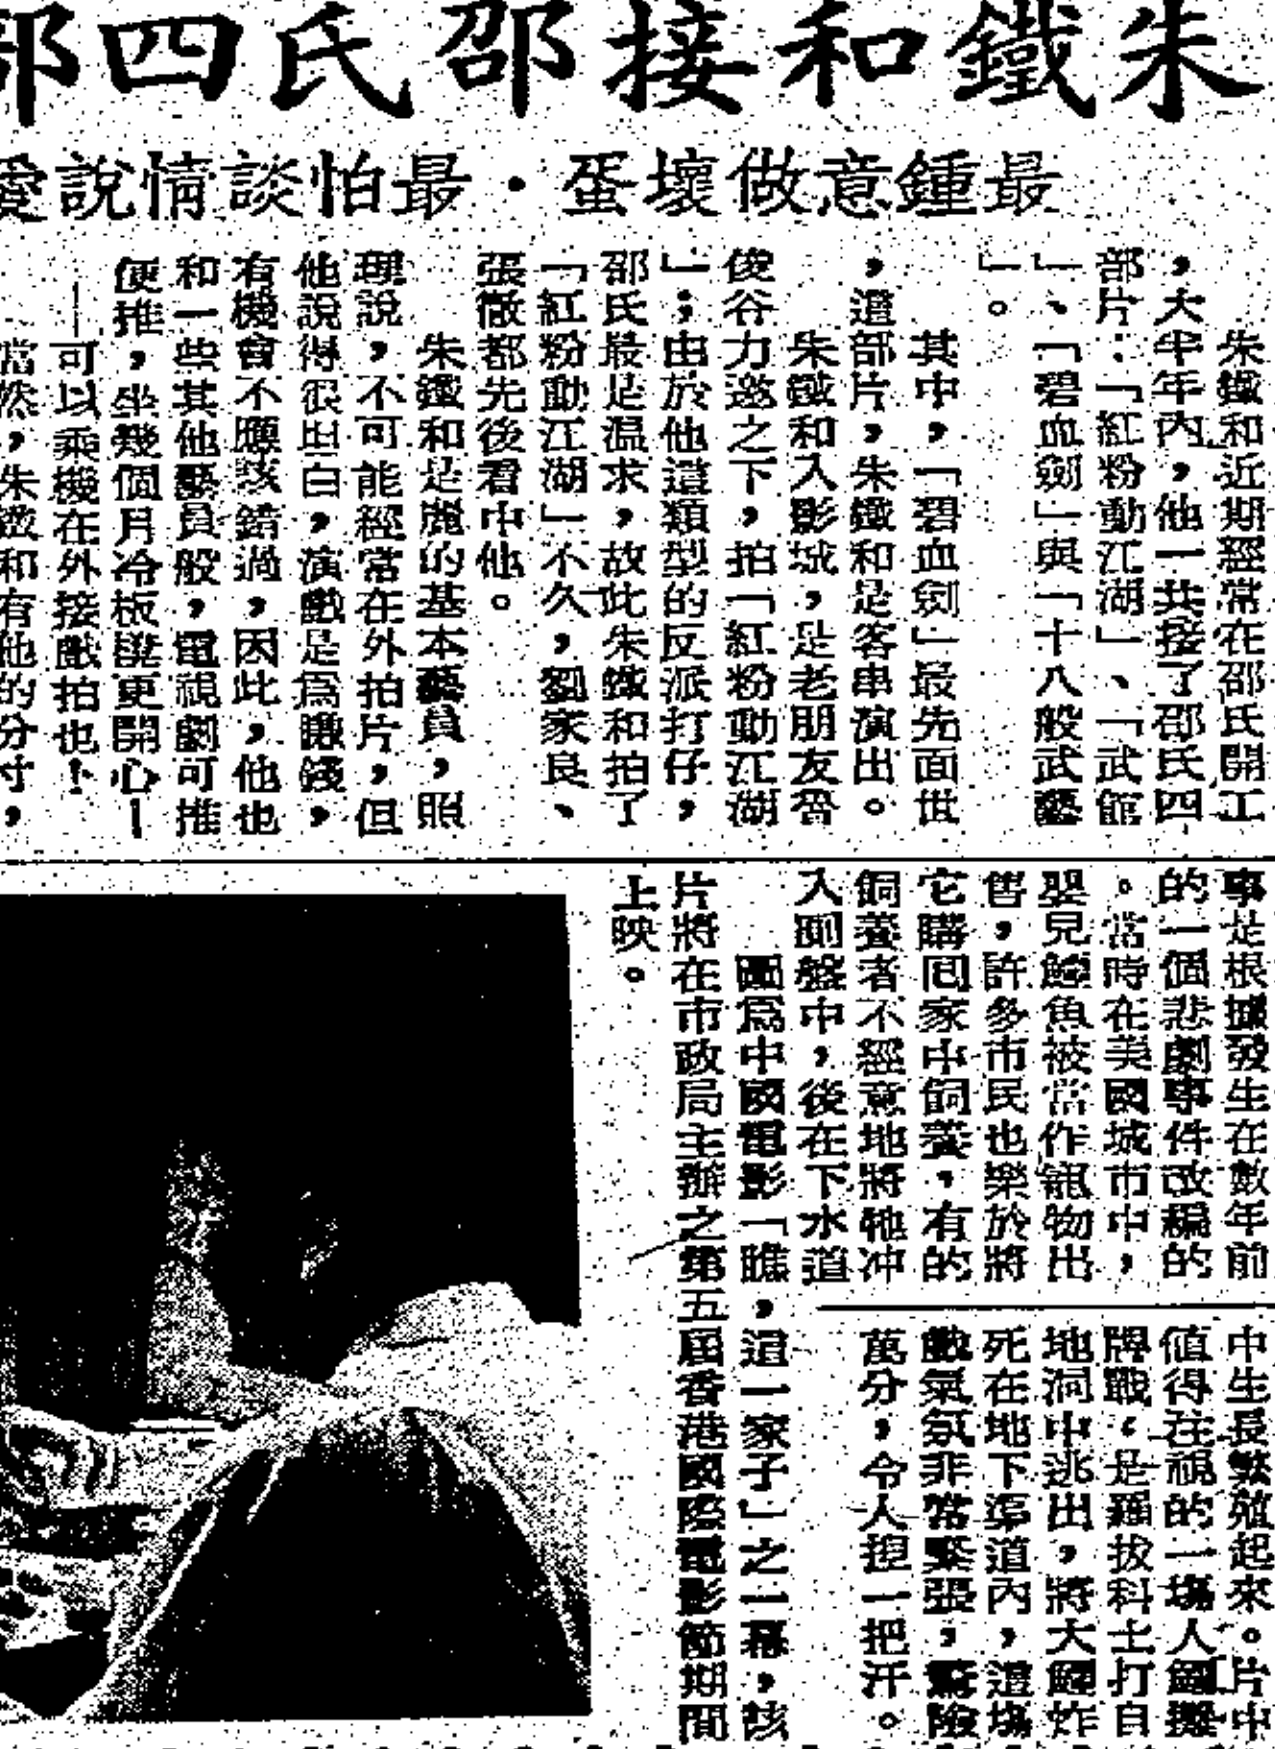 朱鐵和接邵氏四部
最鍾意做壞蛋·最怕談情說愛
朱鐵和近期經常在邵氏開工
,大半年内,他一共接了邵氏四
部片:「紅粉動江湖」、「武館
」、「碧血劍」與「十八般武藝
」。
其中,「碧血劍」最先面世
,這部片,朱鐵和是客串演出。
朱鐵和入影城,是老朋友魯
俊谷力邀之下,拍「紅粉動江湖
」;由於他這類型的反派打仔,
邵氏最是温求,故此朱鐵和拍了
「紅粉動江湖」不久,劉家良、
張徹都先後看中他。
朱鐵和是麗的基本藝員,照
理說,不可能經常在外拍片,但
他說得很坦白,演戲是爲賺錢,
有機會不應該錯過,因此,他也
和一些其他藝員般,電視劇可推
便推,坐幾個月冷板櫈更開心—
—可以乘機在外接戲拍也!
當然,朱鐵和有他的分寸,
事是根據發生在數年前
的一個悲劇事件改編的
。當時在美國城市中,
嬰兒鱷魚被當作寵物出
售,許多市民也樂於將
它購回家中飼養,有的
飼養者不經意地將牠冲
入厠盤中,後在下水道
中生長繁殖起來。片中
值得注視的一場人鱷搏
牌戰,是羅拔科士打自
地洞中逃出,將大鱷炸
死在地下渠道内,這場
戲氣氛非常緊張,驚險
萬分,令人揑一把汗。
圖爲中國電影「瞧,這一家子」之一幕,該
片將在市政局主辦之第五屆香港國際電影節期間
上映。